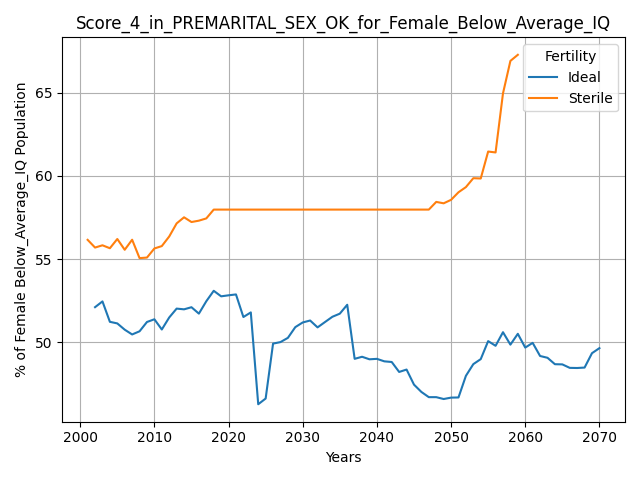 Score_4_in_PREMARITAL_SEX_OK_for_Female_Below_Average_IQ
% of Female Below_Average_IQ Population
65
60
55
50
Fertility
Ideal
Sterile
2000 2010 2020 2030 2040 2050 2060 2070
Years